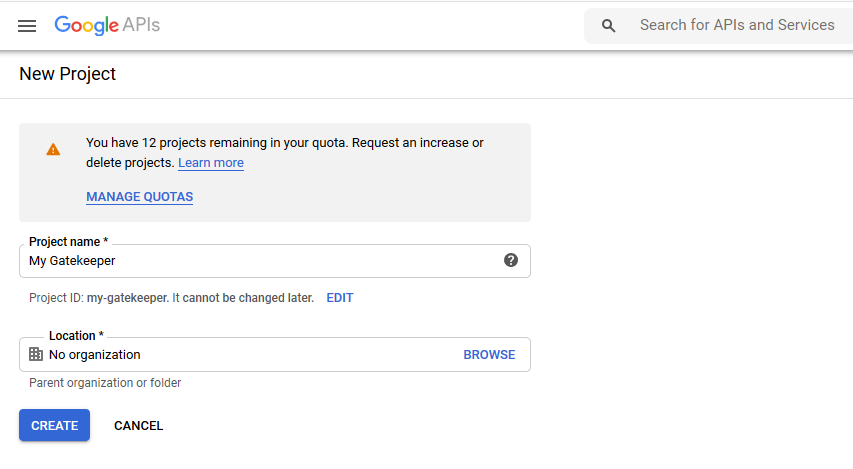 Google APIs
Search for APIs and Services
New Project
You have 12 projects remaining in your quota. Request an increase or
delete projects. Learn more
MANAGE QUOTAS
Project name *
My Gatekeeper
Project ID: my-gatekeeper. It cannot be changed later. EDIT
Location *
No organization BROWSE
Parent organization or folder
CREATE CANCEL